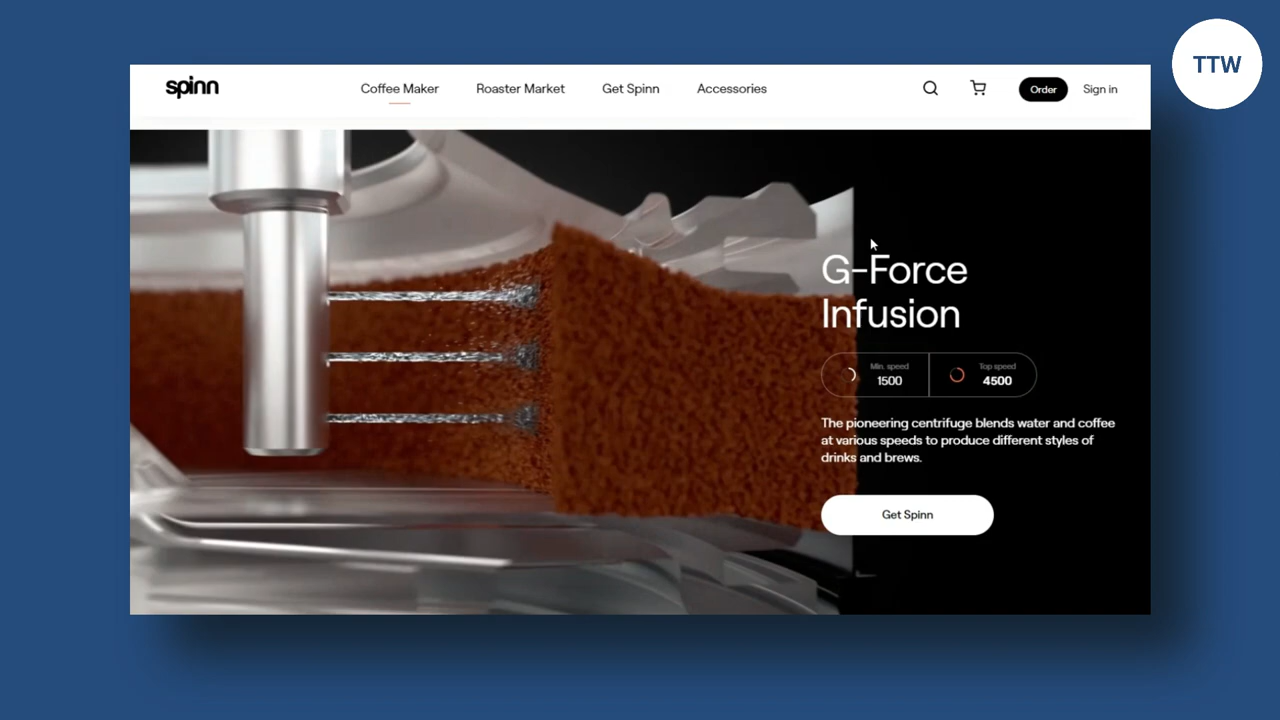 TTW
spinn
Coffee Maker
Roaster Market
Get Spinn
Accessories
Order
Sign in
G-Force
Infusion
Min. speed
1500
Top speed
4500
The pioneering centrifuge blends water and coffee
at various speeds to produce different styles of
drinks and brews.
Get Spinn